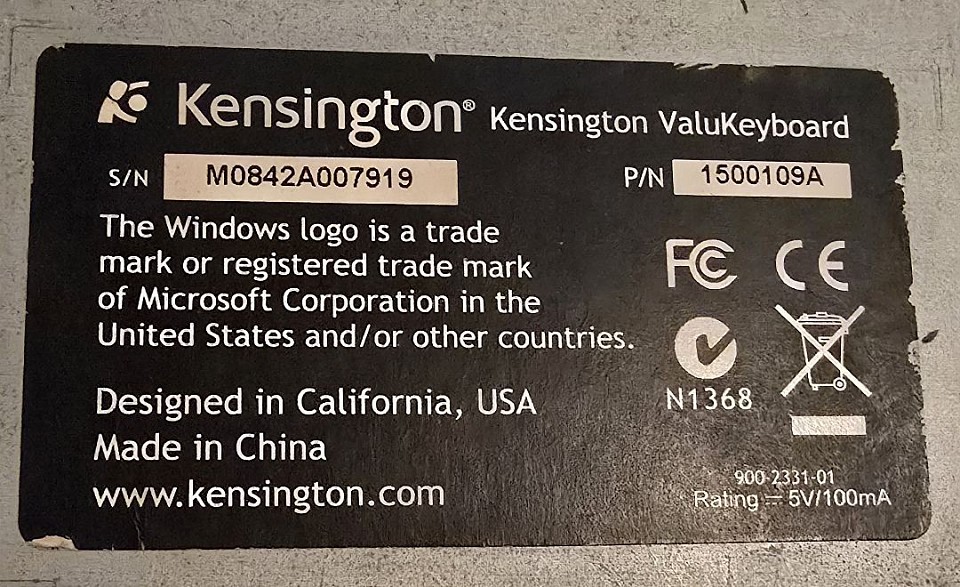 Kensington® Kensington ValuKeyboard
S/N M0842A007919 P/N 1500109A
The Windows logo is a trade
mark or registered trade mark
of Microsoft Corporation in the
United States and/or other countries.
FC CE
N1368
Designed in California, USA
Made in China
www.kensington.com
900-2331-01
Rating ⎓ 5V/100mA